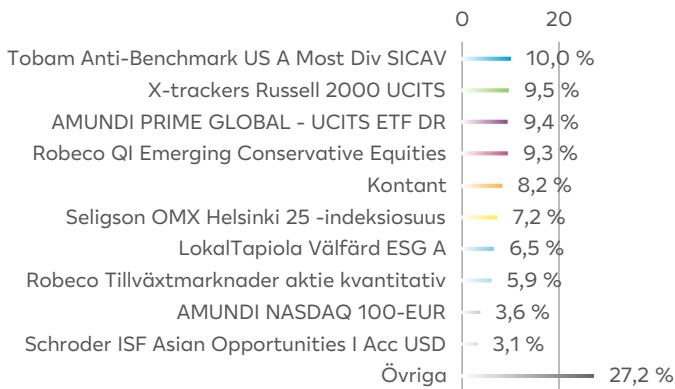 0 20
Tobam Anti-Benchmark US A Most Div SICAV 10,0 %
X-trackers Russell 2000 UCITS 9,5 %
AMUNDI PRIME GLOBAL - UCITS ETF DR 9,4 %
Robeco QI Emerging Conservative Equities 9,3 %
Kontant 8,2 %
Seligson OMX Helsinki 25 -indeksiosuus 7,2 %
LokalTapiola Välfärd ESG A 6,5 %
Robeco Tillväxtmarknader aktie kvantitativ 5,9 %
AMUNDI NASDAQ 100-EUR 3,6 %
Schroder ISF Asian Opportunities I Acc USD 3,1 %
Övriga 27,2 %